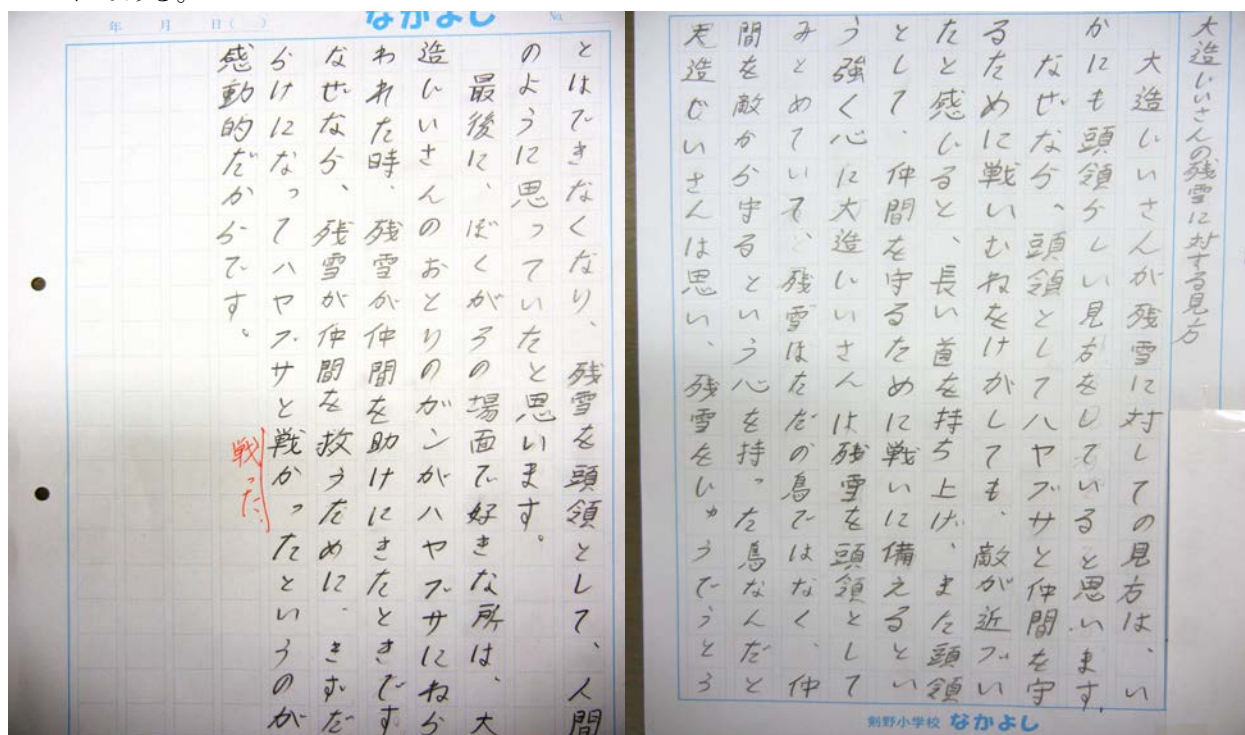 大造じいさんの残雪に対する見方
大造じいさんが残雪に対しての見方は、い
かにも頭領らしい見方をしていると思います。
なぜなら、頭領としてハヤブサと仲間を守
るために戦いむねをけがしても、敵が近づい
たと感じると、長い首を持ち上げ、また頭領
として、仲間を守るために戦いに備えるとい
う強く心に大造じいさんは残雪を頭領として
みとめていて、残雪はただの鳥ではなく、仲
間を敵から守るという心を持った鳥なんだと
大造じいさんは思い、残雪をじゅうでうとう
剣野小学校 なかよし
年 月 日( ) なかよし No.
とはできなくなり、残雪を頭領として、人間
のように思っていたと思います。
最後に、ぼくが3の場面で好きな所は、大
造じいさんのおとりのガンがハヤブサにねら
われた時、残雪が仲間を助けにきたときです
なぜなら、残雪が仲間を救うために、きずだ
らけになってハヤブサと戦かったというのが
戦った
感動的だからです。